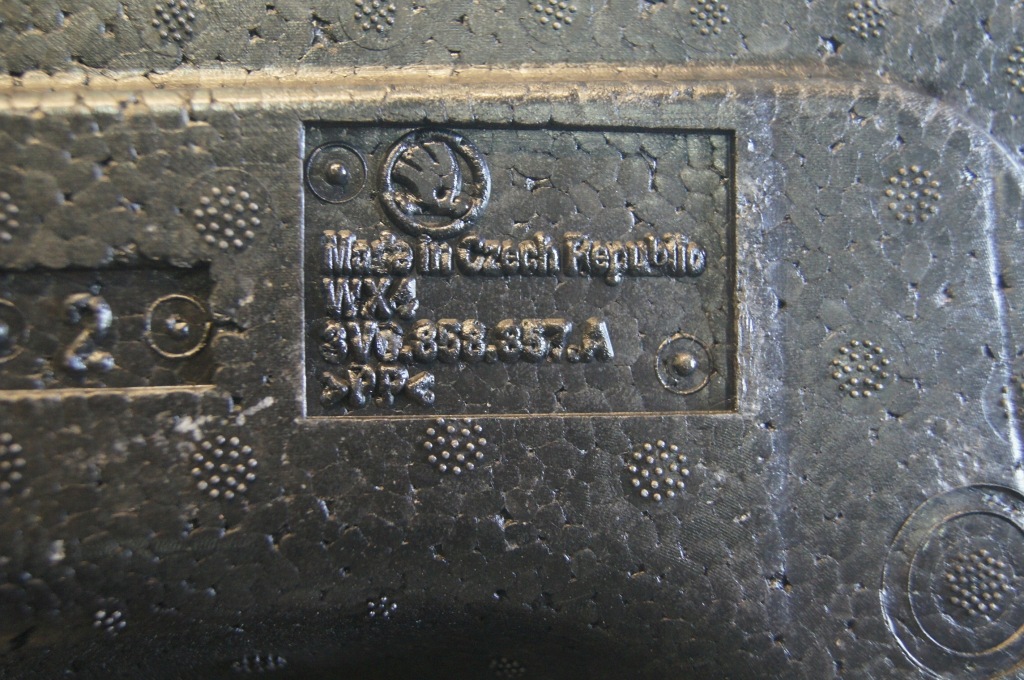 Made in Czech Republic
WX4
3V0.858.357.A
>PP<
2